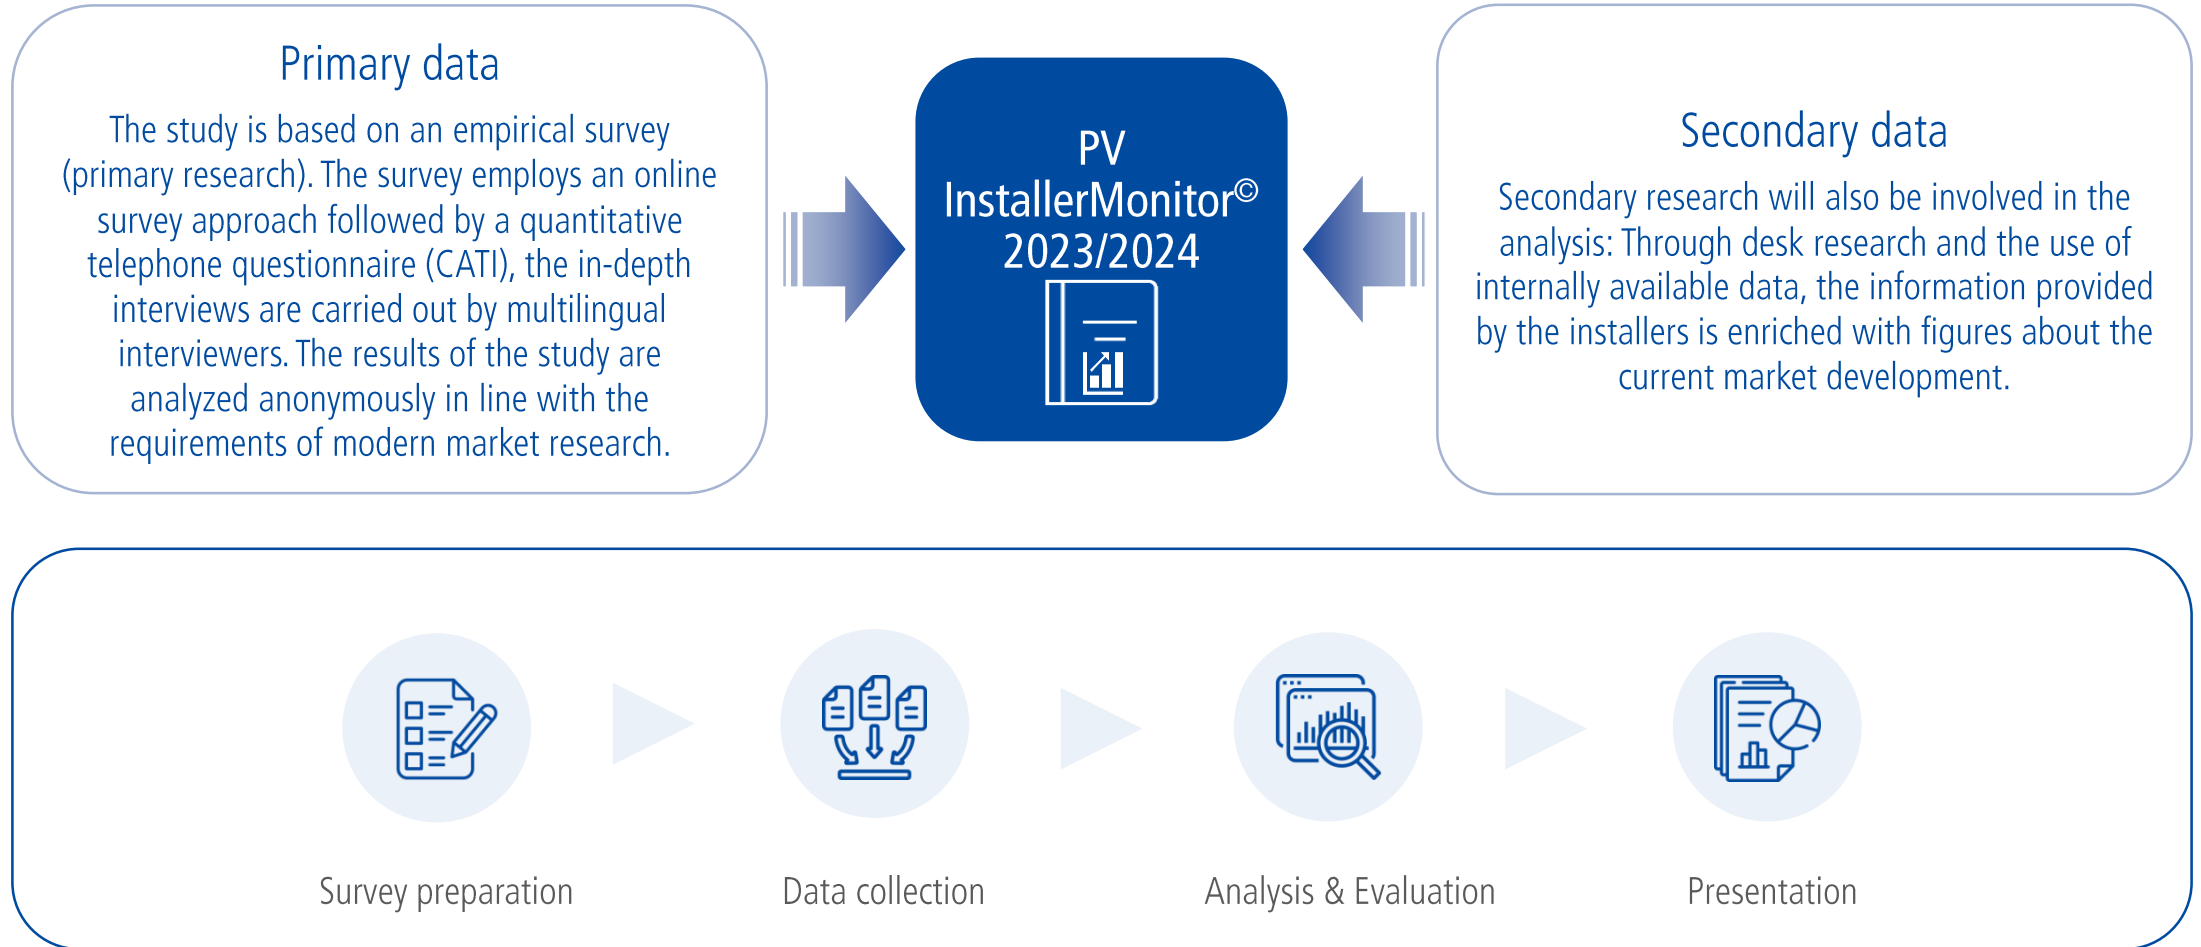 Primary data
The study is based on an empirical survey
(primary research). The survey employs an online
survey approach followed by a quantitative
telephone questionnaire (CATI), the in-depth
interviews are carried out by multilingual
interviewers. The results of the study are
analyzed anonymously in line with the
requirements of modern market research.
PV
InstallerMonitor©
2023/2024
Secondary data
Secondary research will also be involved in the
analysis: Through desk research and the use of
internally available data, the information provided
by the installers is enriched with figures about the
current market development.
Survey preparation
Data collection
Analysis & Evaluation
Presentation